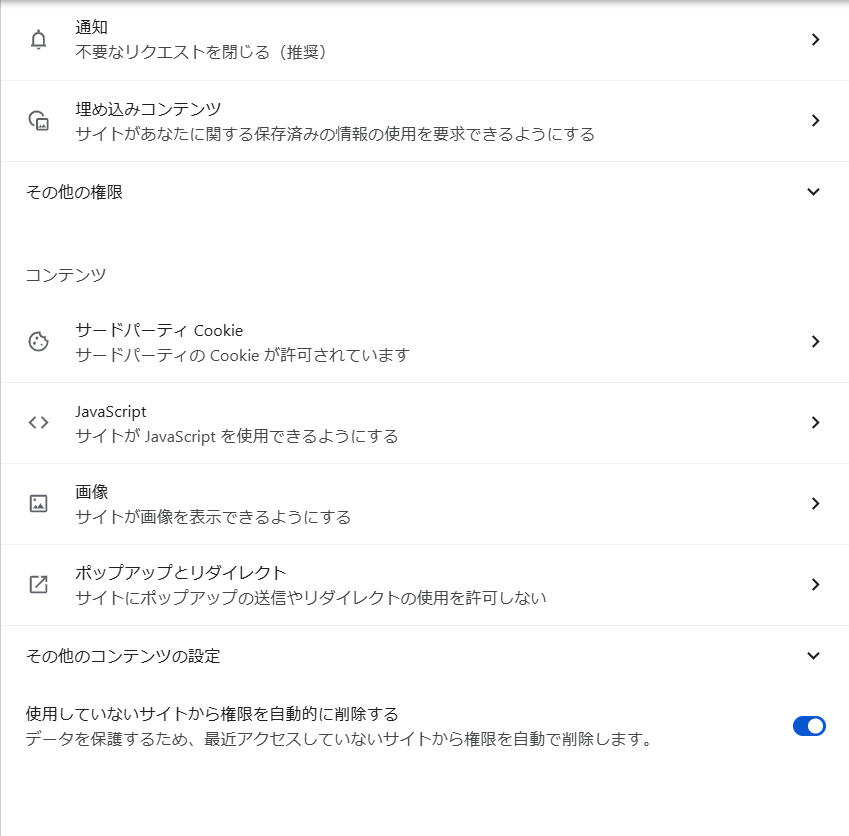 通知
不要なリクエストを閉じる（推奨）
埋め込みコンテンツ
サイトがあなたに関する保存済みの情報の使用を要求できるようにする
その他の権限
コンテンツ
サードパーティ Cookie
サードパーティの Cookie が許可されています
JavaScript
サイトが JavaScript を使用できるようにする
画像
サイトが画像を表示できるようにする
ポップアップとリダイレクト
サイトにポップアップの送信やリダイレクトの使用を許可しない
その他のコンテンツの設定
使用していないサイトから権限を自動的に削除する
データを保護するため、最近アクセスしていないサイトから権限を自動で削除します。